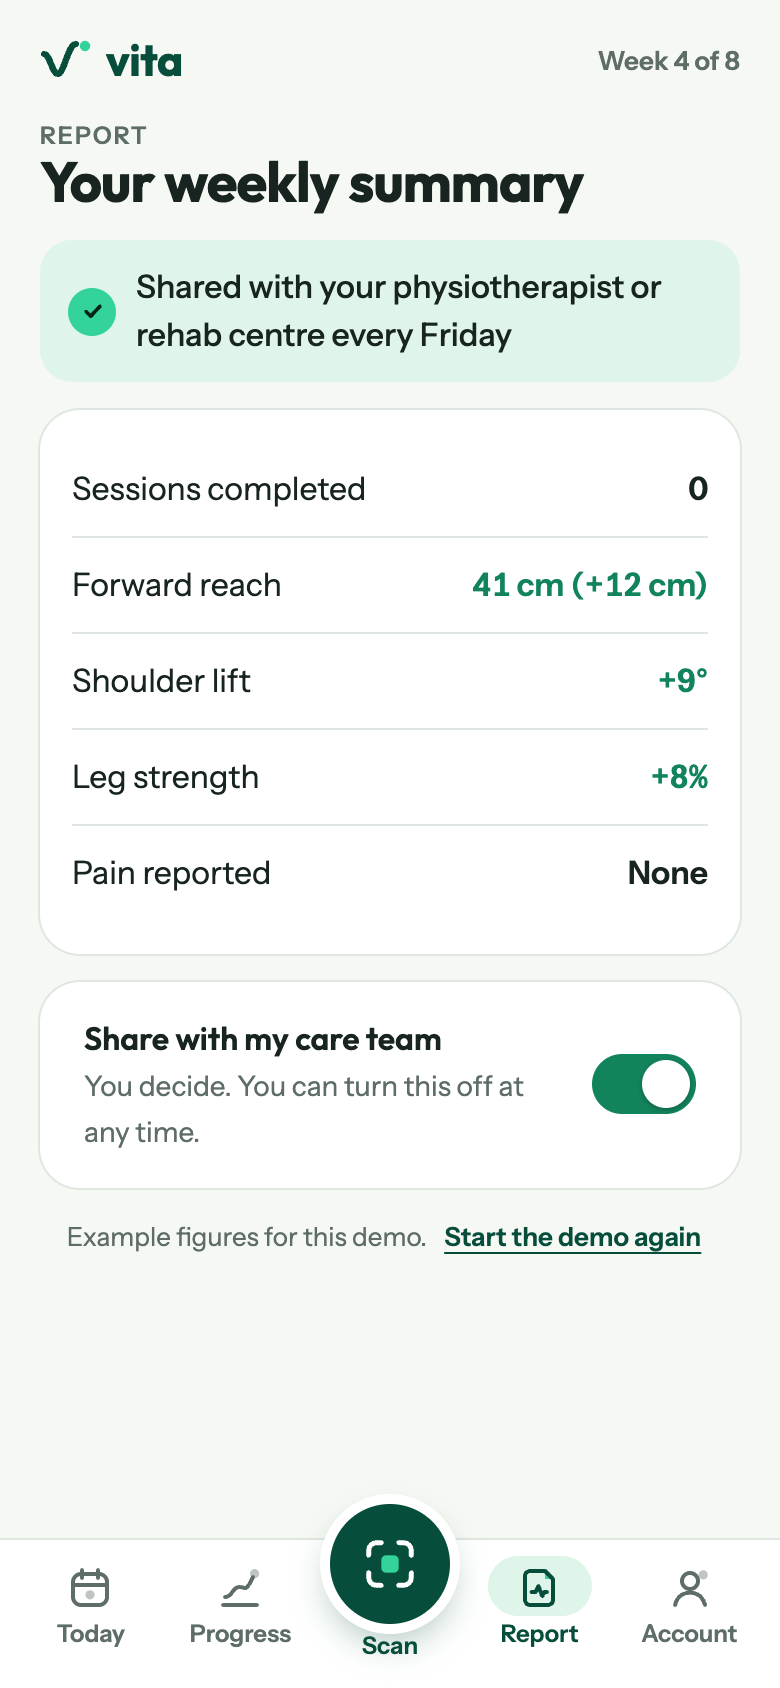 vita
Week 4 of 8
REPORT
Your weekly summary
Shared with your physiotherapist or
rehab centre every Friday
Sessions completed 0
Forward reach 41 cm (+12 cm)
Shoulder lift +9°
Leg strength +8%
Pain reported None
Share with my care team
You decide. You can turn this off at
any time.
Example figures for this demo. Start the demo again
Today Progress Scan Report Account